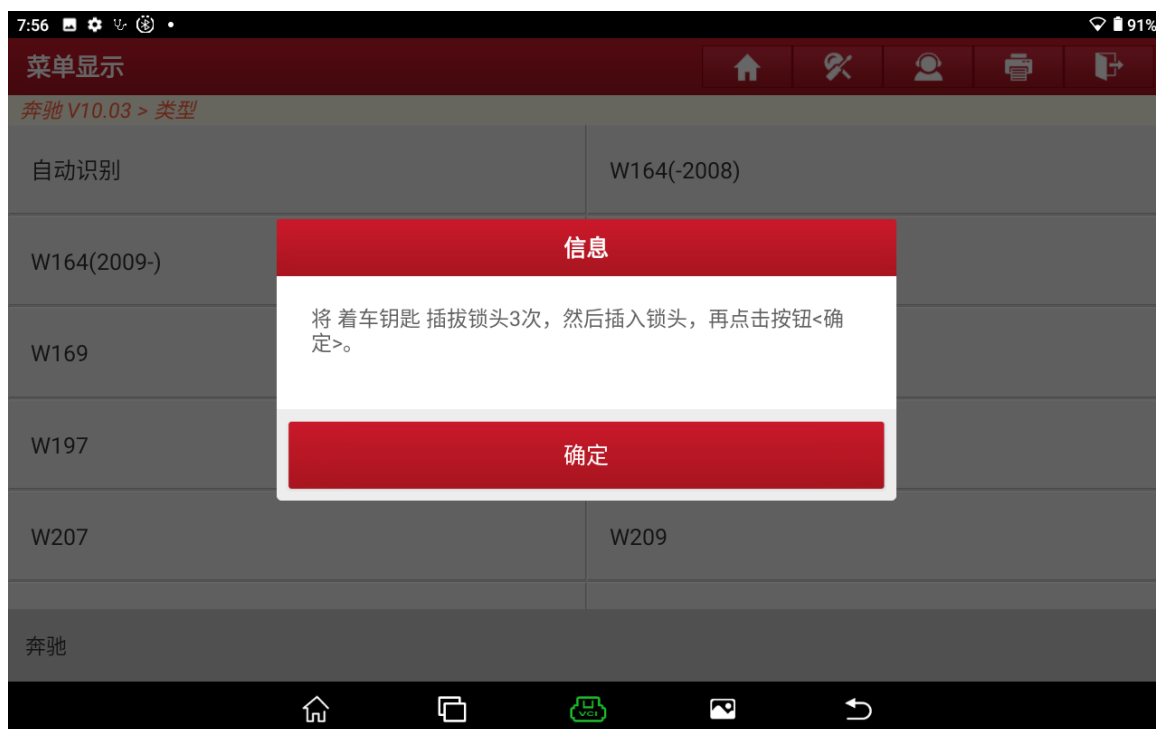 7:56
91%
菜单显示
奔驰 V10.03 > 类型
自动识别
W164(-2008)
W164(2009-)
信息
将 着车钥匙 插拔锁头3次，然后插入锁头，再点击按钮<确
定>。
W169
W197
确定
W207
W209
奔驰
VCI